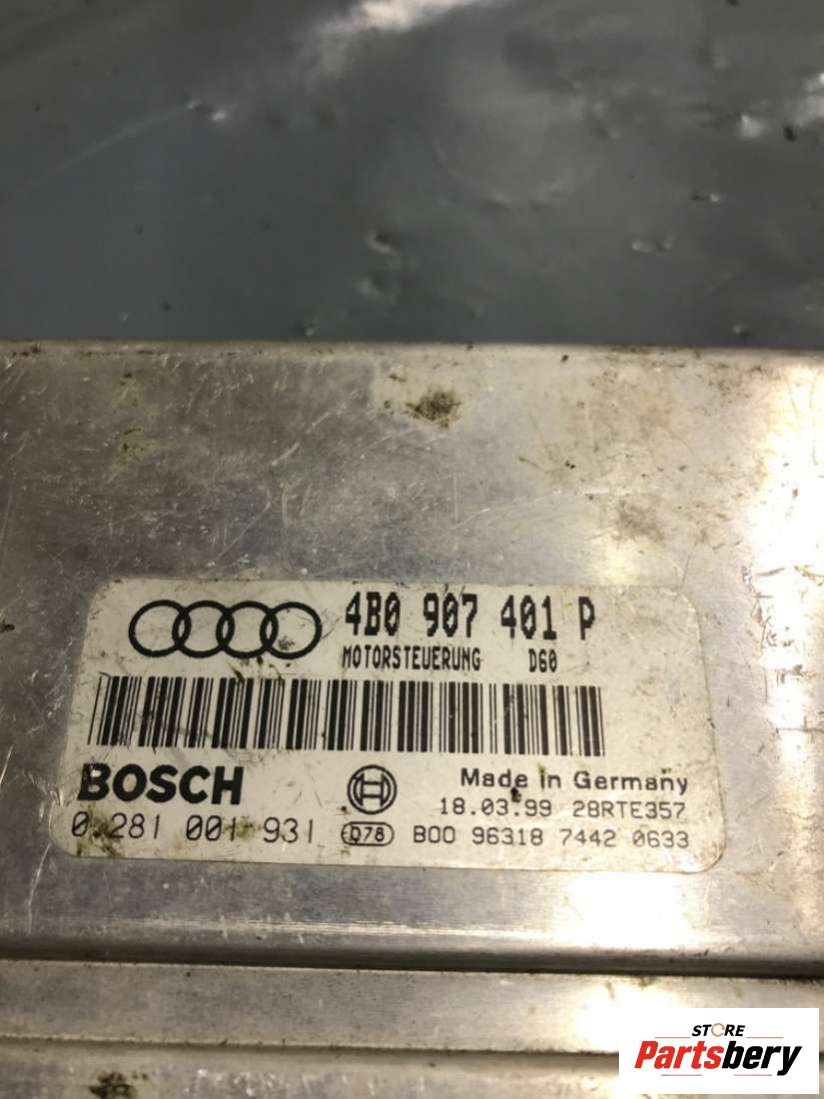 4B0 907 401 P
MOTORSTEUERUNG D60
BOSCH
Made in Germany
18.03.99 28RTE357
0 281 001 931 Q78 B00 96318 7442 0633
STORE
Partsbery